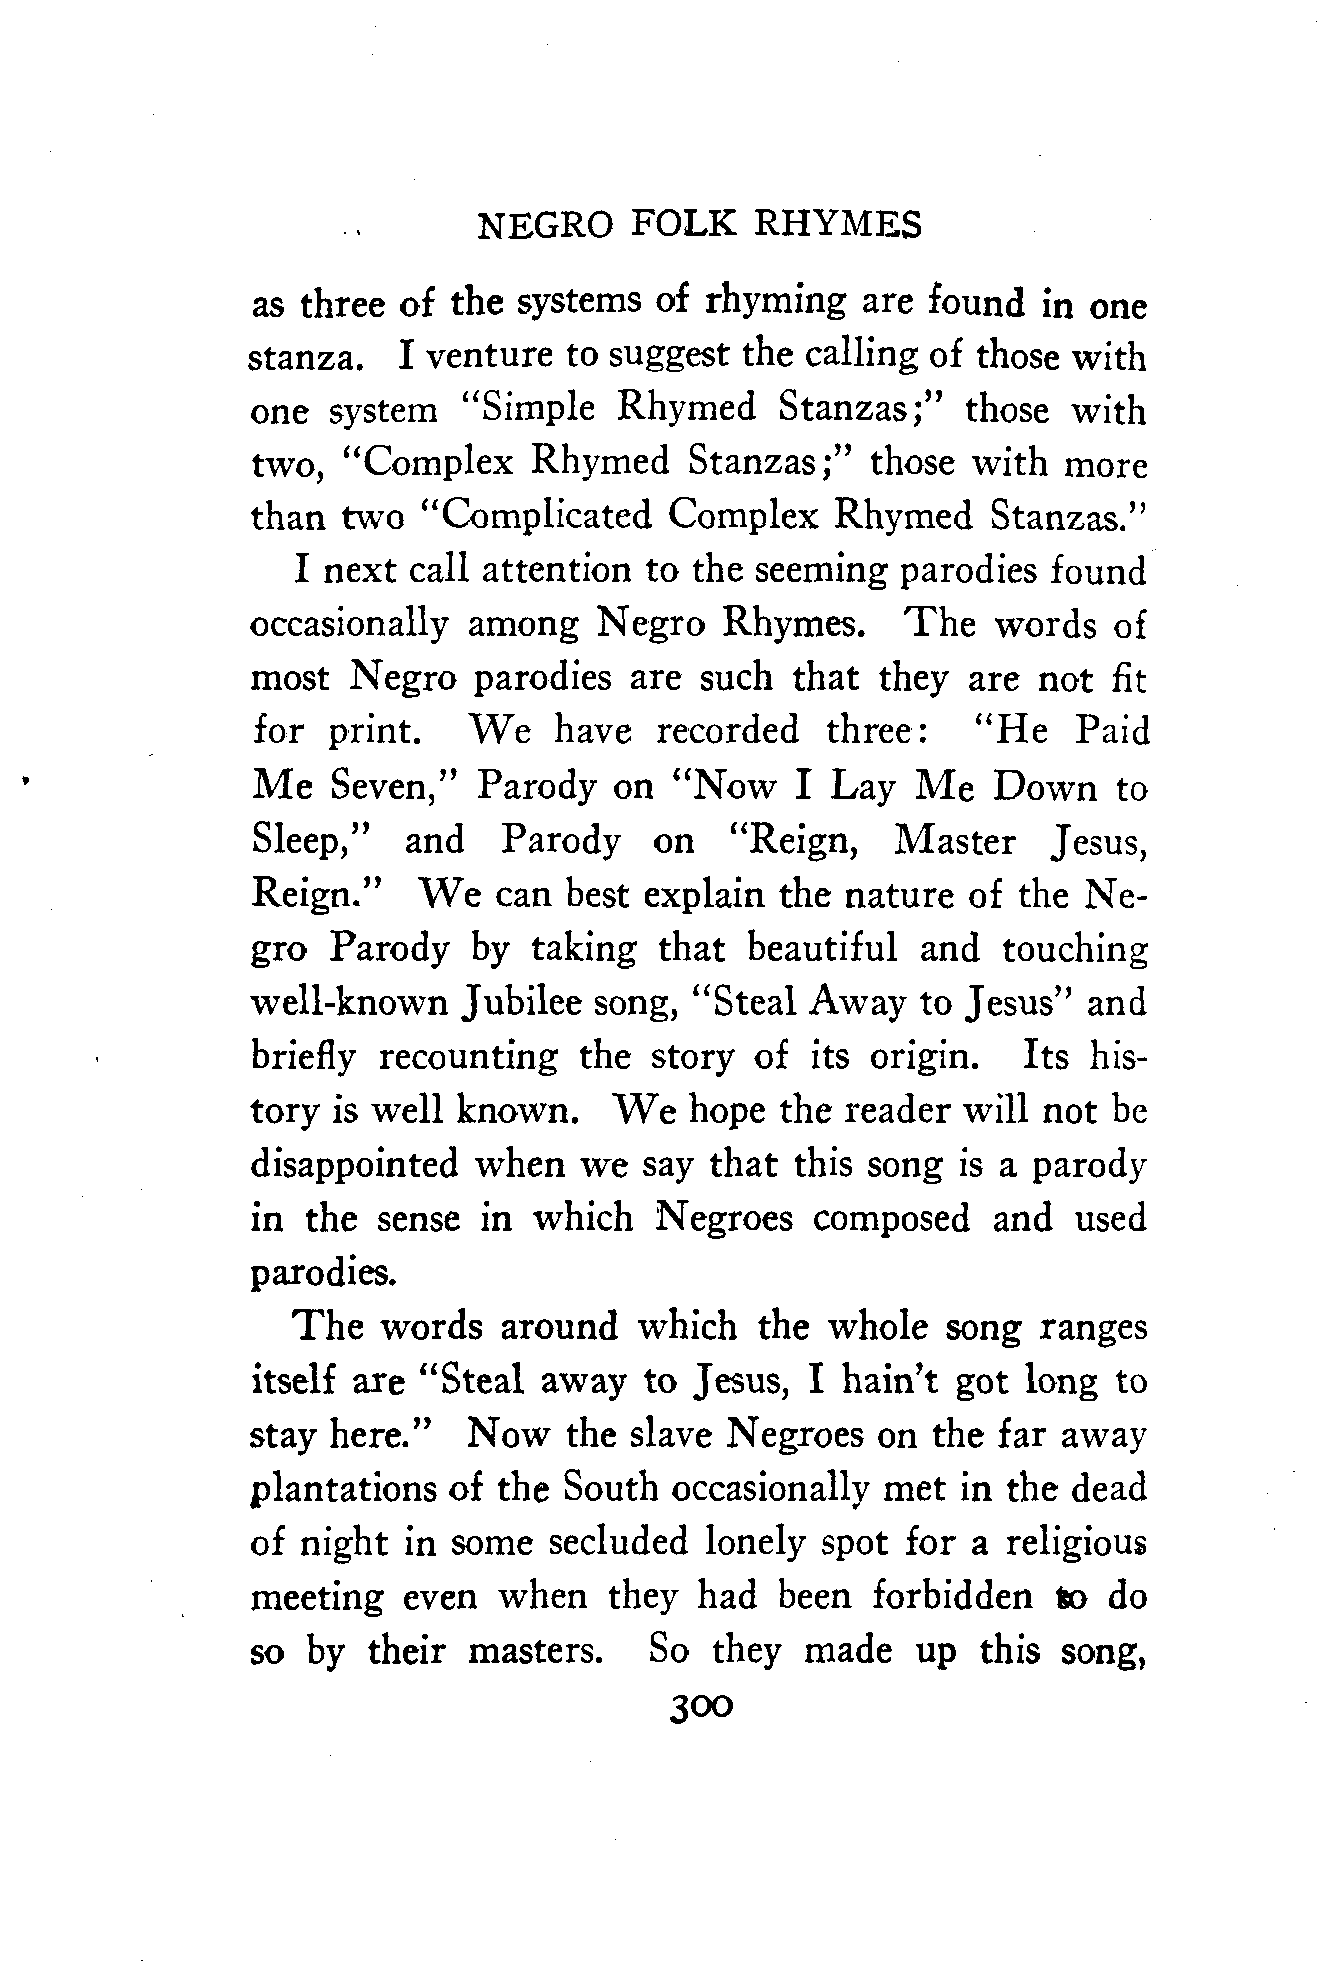 NEGRO FOLK RHYMES
as three of the systems of rhyming are found in one
stanza. I venture to suggest the calling of those with
one system "Simple Rhymed Stanzas;" those with
two, "Complex Rhymed Stanzas;" those with more
than two "Complicated Complex Rhymed Stanzas."
I next call attention to the seeming parodies found
occasionally among Negro Rhymes. The words of
most Negro parodies are such that they are not fit
for print. We have recorded three: "He Paid
Me Seven," Parody on "Now I Lay Me Down to
Sleep," and Parody on "Reign, Master Jesus,
Reign." We can best explain the nature of the Ne-
gro Parody by taking that beautiful and touching
well-known Jubilee song, "Steal Away to Jesus" and
briefly recounting the story of its origin. Its his-
tory is well known. We hope the reader will not be
disappointed when we say that this song is a parody
in the sense in which Negroes composed and used
parodies.
The words around which the whole song ranges
itself are "Steal away to Jesus, I hain't got long to
stay here." Now the slave Negroes on the far away
plantations of the South occasionally met in the dead
of night in some secluded lonely spot for a religious
meeting even when they had been forbidden to do
so by their masters. So they made up this song,
300